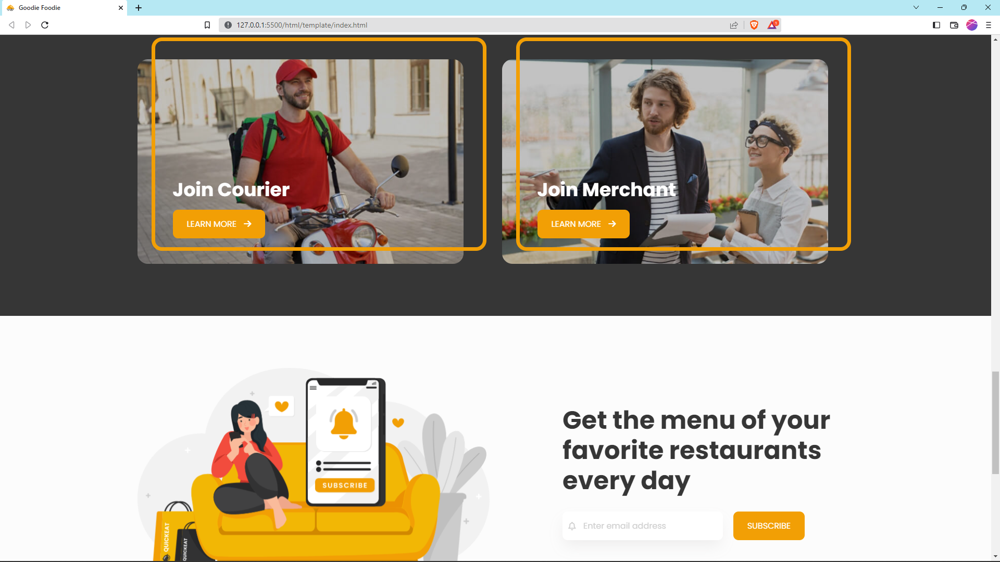 Goodie Foodie
127.0.0.1:5500/html/template/index.html
1
Join Courier
LEARN MORE
Join Merchant
LEARN MORE
SUBSCRIBE
QUICKEAT
QUICKEAT
Get the menu of your
favorite restaurants
every day
Enter email address
SUBSCRIBE